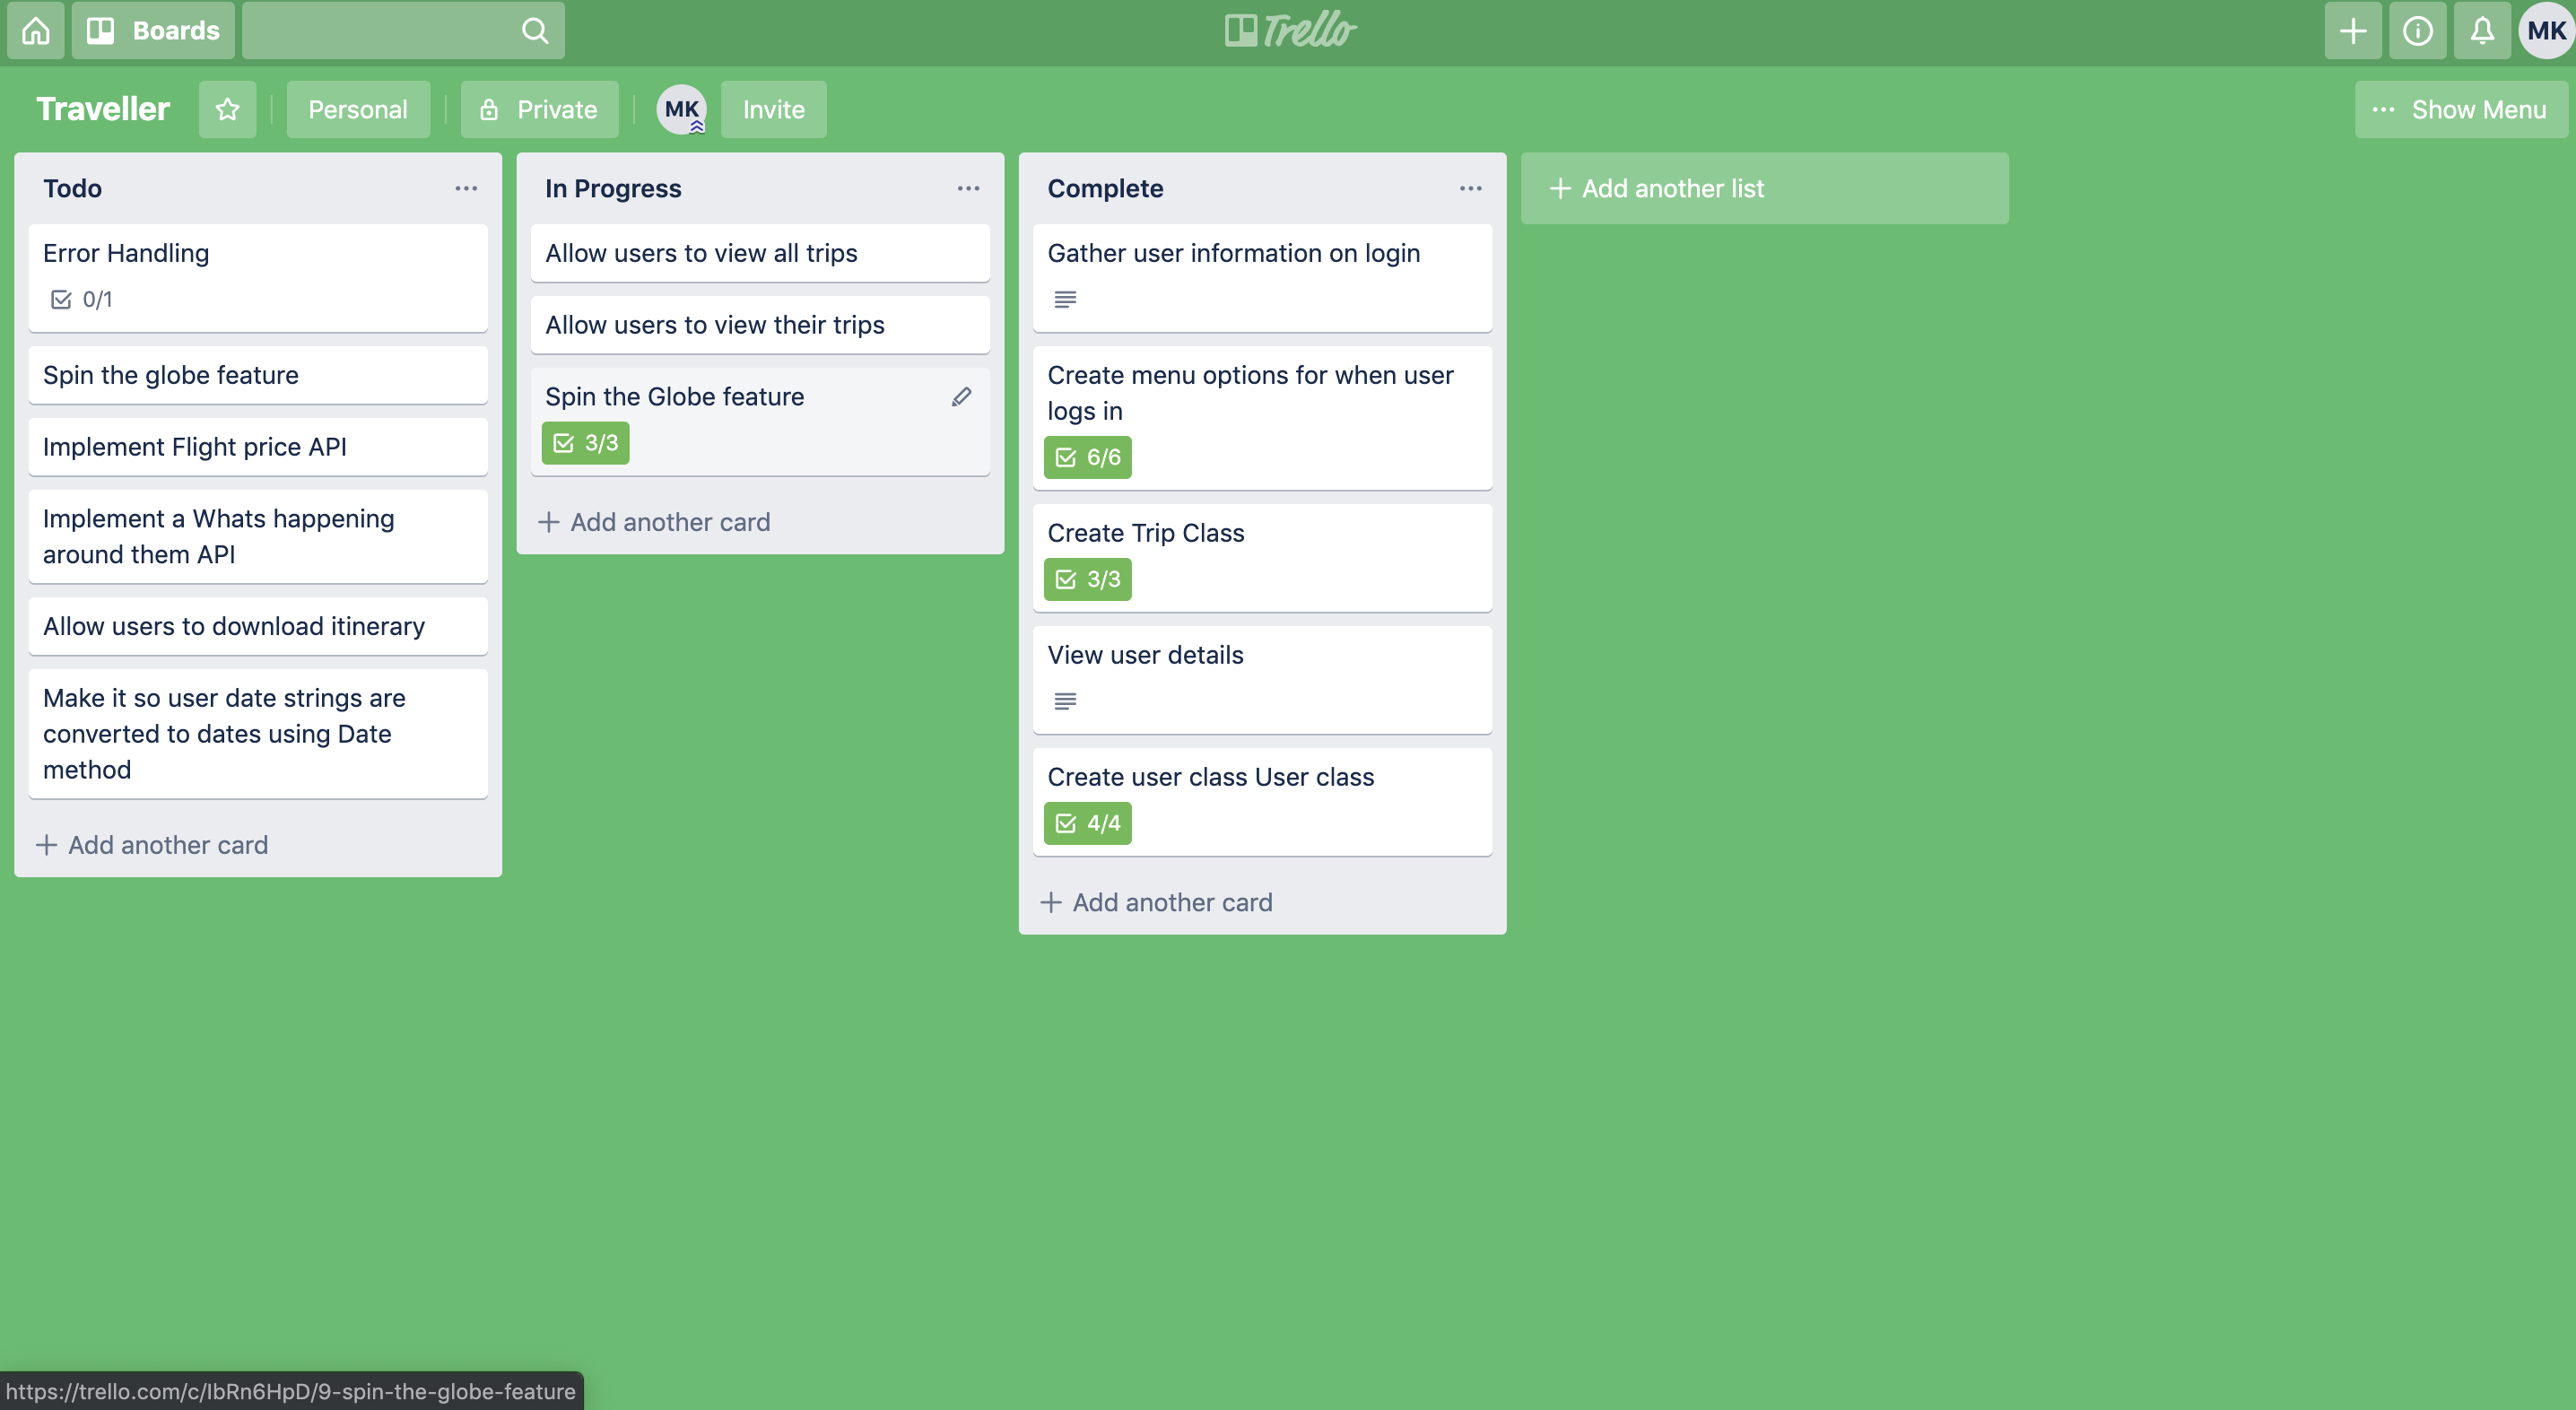 Boards
Trello
MK
Traveller
Personal
Private
MK
Invite
... Show Menu
Todo
Error Handling
0/1
Spin the globe feature
Implement Flight price API
Implement a Whats happening
around them API
Allow users to download itinerary
Make it so user date strings are
converted to dates using Date
method
+ Add another card
In Progress
Allow users to view all trips
Allow users to view their trips
Spin the Globe feature
3/3
+ Add another card
Complete
Gather user information on login
Create menu options for when user
logs in
6/6
Create Trip Class
3/3
View user details
Create user class User class
4/4
+ Add another card
+ Add another list
https://trello.com/c/lbRn6HpD/9-spin-the-globe-feature